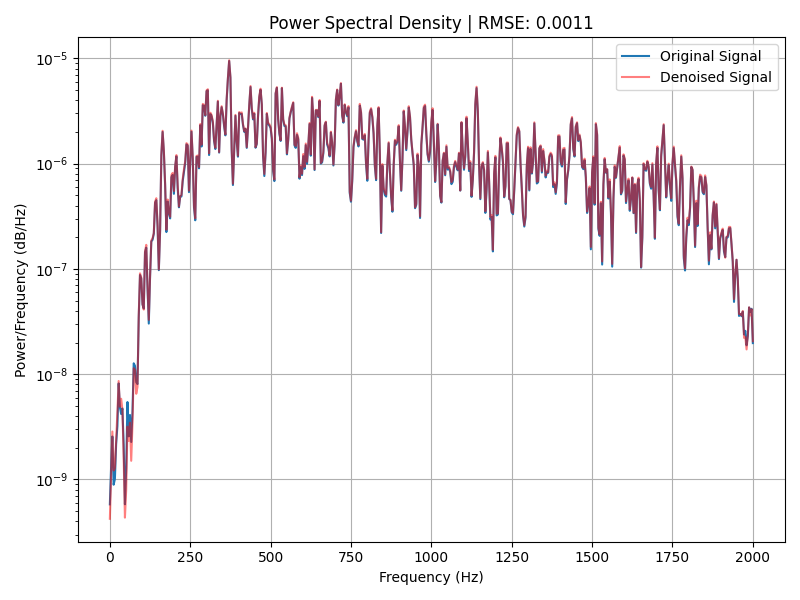 Power Spectral Density | RMSE: 0.0011
Original Signal
Denoised Signal
Power/Frequency (dB/Hz)
10⁻⁵
10⁻⁶
10⁻⁷
10⁻⁸
10⁻⁹
0 250 500 750 1000 1250 1500 1750 2000
Frequency (Hz)